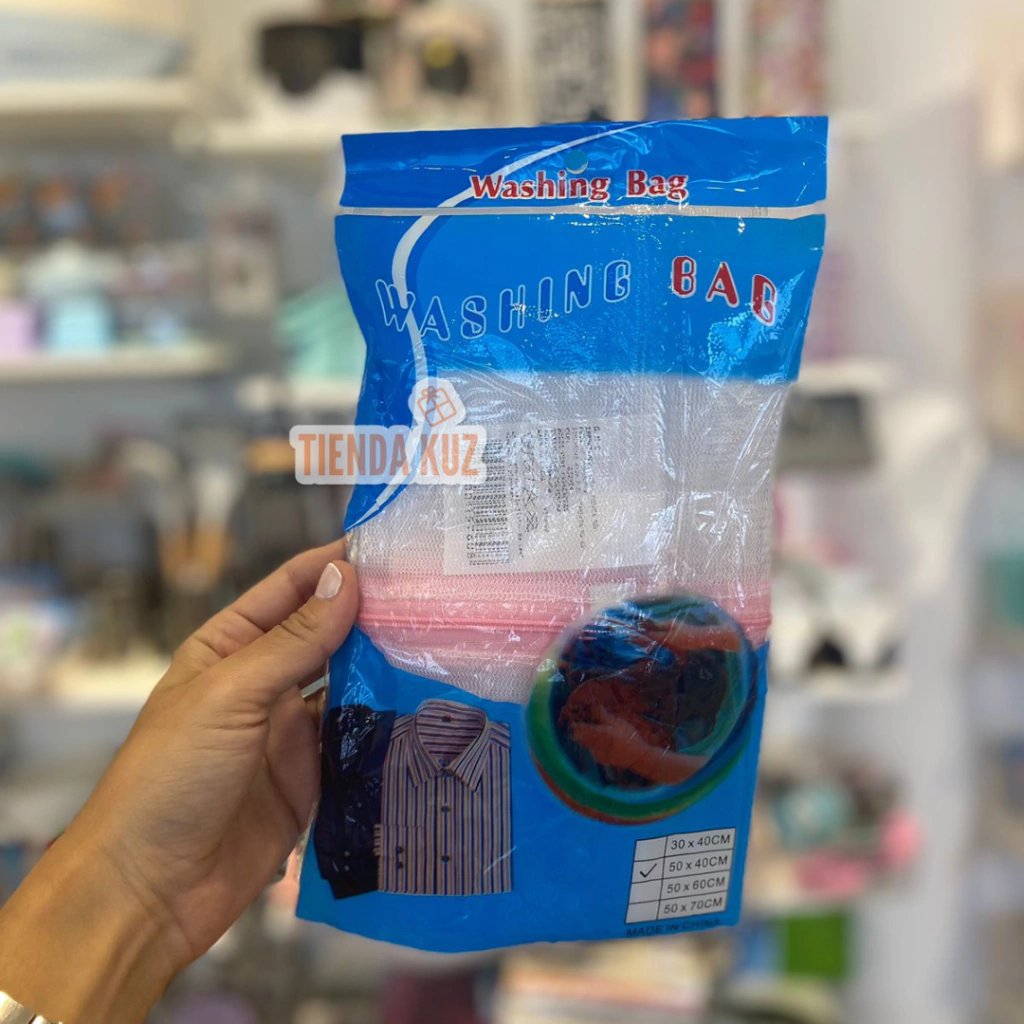 Washing Bag
WASHING BAG
TIENDA KUZ
30 x 40CM
50 x 40CM
50 x 60CM
50 x 70CM
MADE IN CHINA